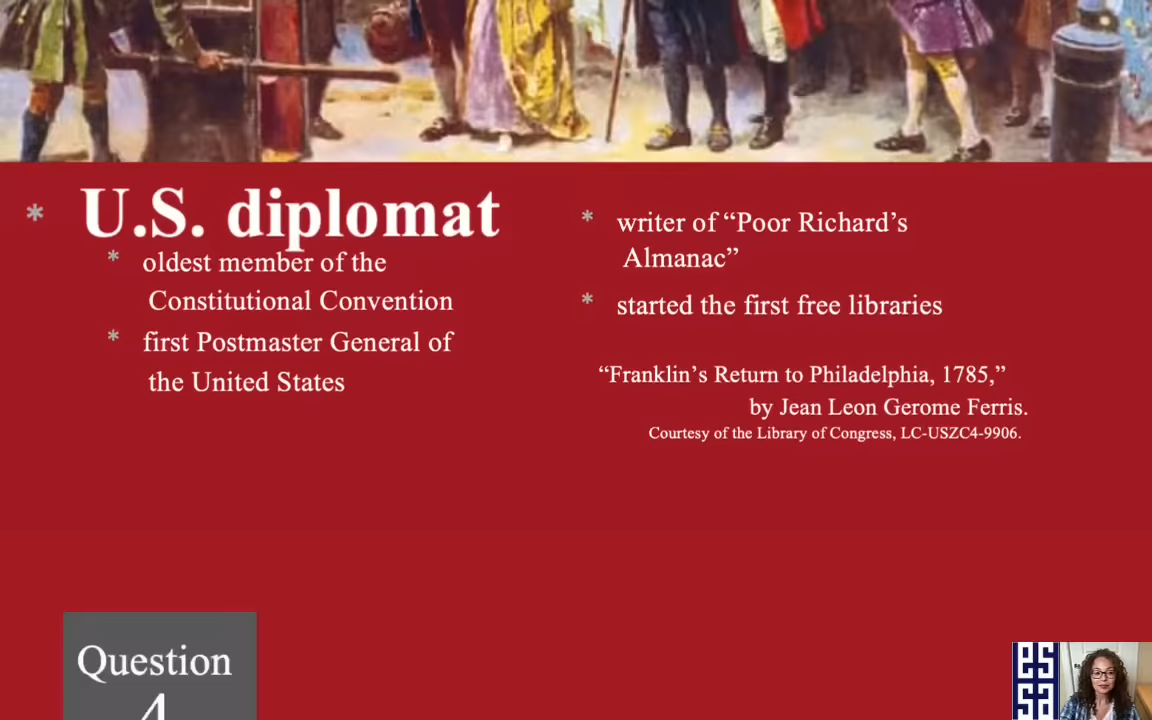 * U.S. diplomat
* oldest member of the
Constitutional Convention
* first Postmaster General of
the United States
* writer of “Poor Richard’s
Almanac”
* started the first free libraries
“Franklin’s Return to Philadelphia, 1785,”
by Jean Leon Gerome Ferris.
Courtesy of the Library of Congress, LC-USZC4-9906.
Question
4